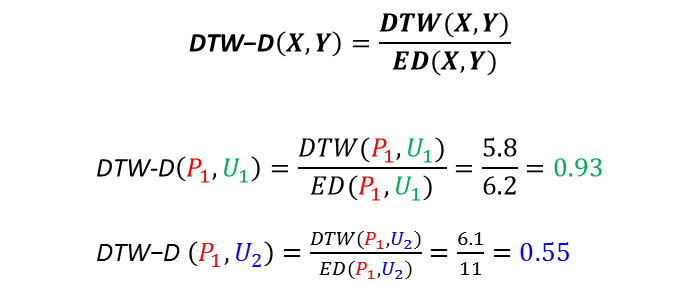 DTW–D(X,Y) = DTW(X,Y) / ED(X,Y)
DTW-D(P₁,U₁) = DTW(P₁,U₁) / ED(P₁,U₁) = 5.8 / 6.2 = 0.93
DTW–D (P₁,U₂) = DTW(P₁,U₂) / ED(P₁,U₂) = 6.1 / 11 = 0.55